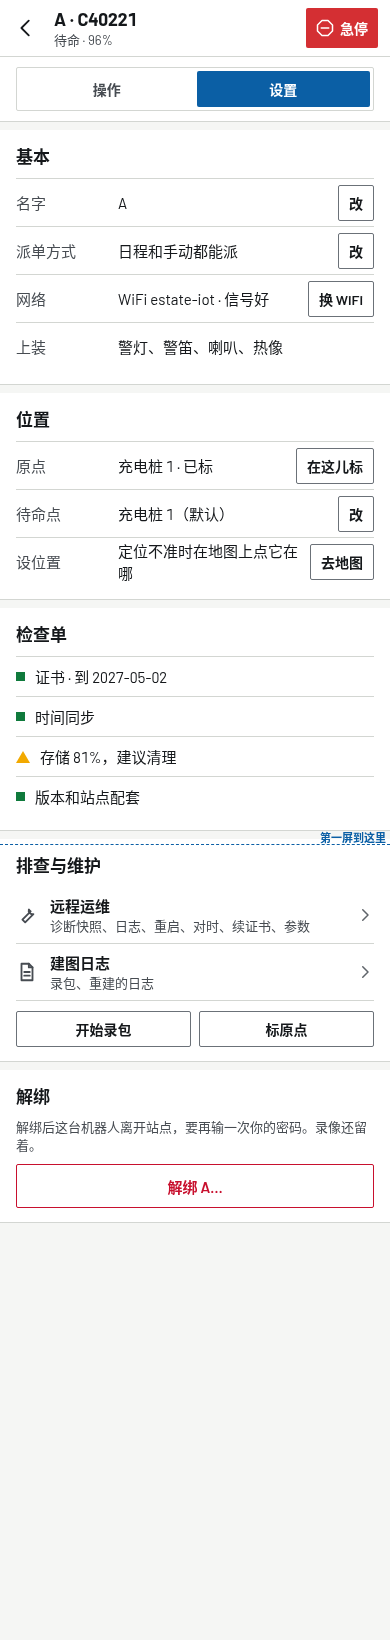 A · C40221
待命 · 96%
急停
操作
设置
基本
名字
A
改
派单方式
日程和手动都能派
改
网络
WiFi estate-iot · 信号好
换 WIFI
上装
警灯、警笛、喇叭、热像
位置
原点
充电桩 1 · 已标
在这儿标
待命点
充电桩 1（默认）
改
设位置
定位不准时在地图上点它在
哪
去地图
检查单
证书 · 到 2027-05-02
时间同步
存储 81%，建议清理
版本和站点配套
第一屏到这里
排查与维护
远程运维
诊断快照、日志、重启、对时、续证书、参数
建图日志
录包、重建的日志
开始录包
标原点
解绑
解绑后这台机器人离开站点，要再输一次你的密码。录像还留
着。
解绑 A…